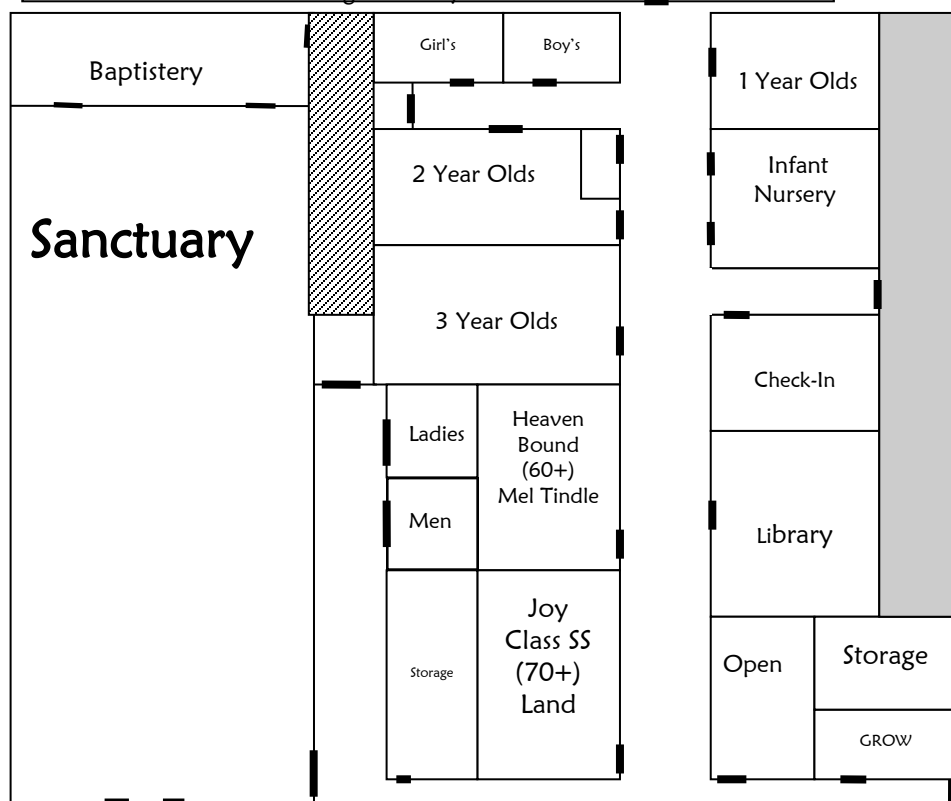 Girl's
Boy's
Baptistery
1 Year Olds
2 Year Olds
Infant
Nursery
Sanctuary
3 Year Olds
Check-In
Ladies
Heaven
Bound
(60+)
Mel Tindle
Men
Library
Joy
Class SS
(70+)
Land
Storage
Open
Storage
GROW